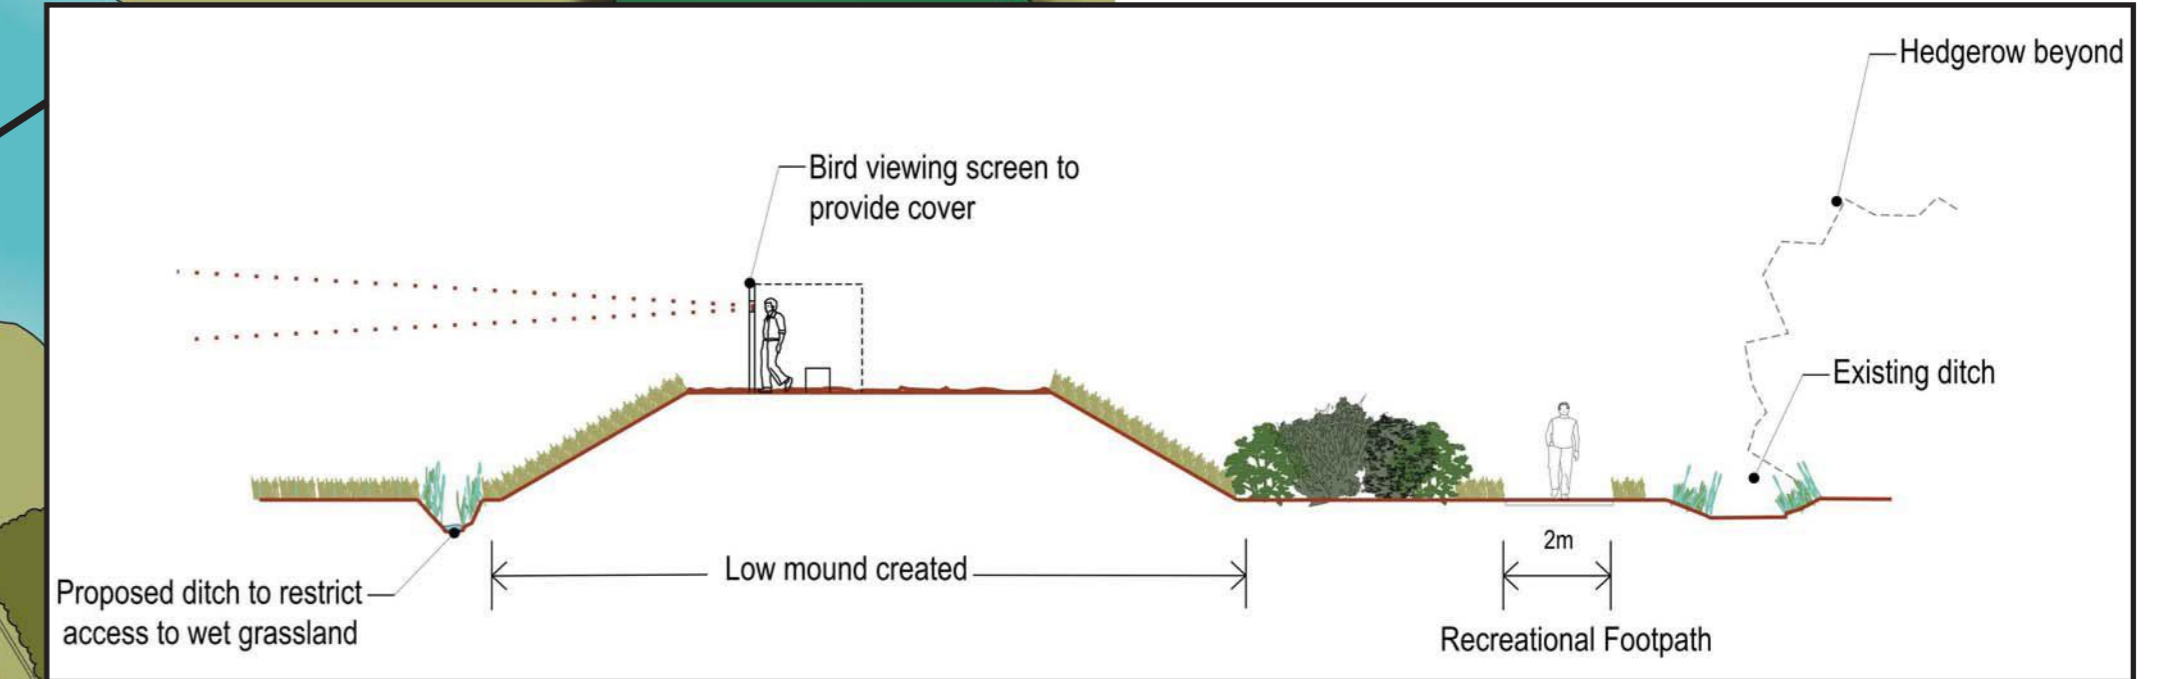 Hedgerow beyond
Bird viewing screen to
provide cover
Existing ditch
2m
Low mound created
Proposed ditch to restrict
access to wet grassland
Recreational Footpath